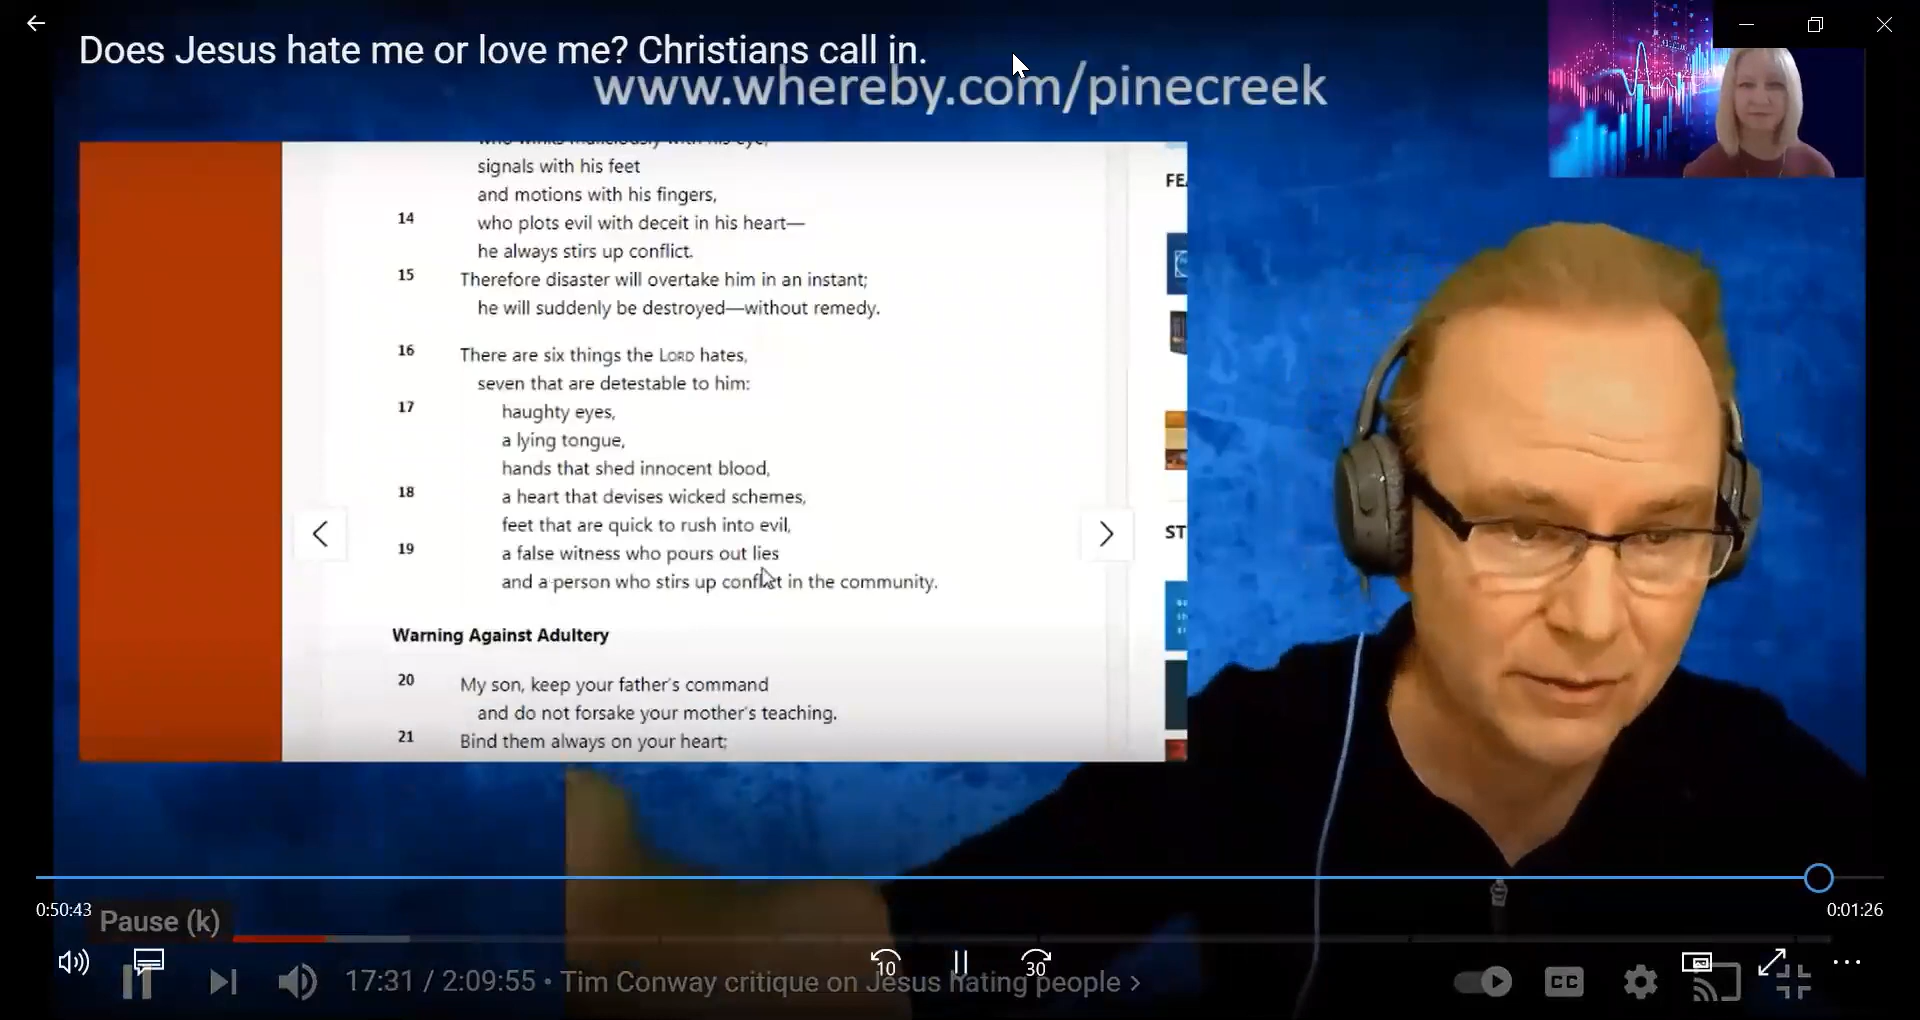 Does Jesus hate me or love me? Christians call in.
www.whereby.com/pinecreek
who winks maliciously with his eye,
signals with his feet
and motions with his fingers,
14 who plots evil with deceit in his heart—
he always stirs up conflict.
15 Therefore disaster will overtake him in an instant;
he will suddenly be destroyed—without remedy.
16 There are six things the LORD hates,
seven that are detestable to him:
17 haughty eyes,
a lying tongue,
hands that shed innocent blood,
18 a heart that devises wicked schemes,
feet that are quick to rush into evil,
19 a false witness who pours out lies
and a person who stirs up conflict in the community.
Warning Against Adultery
20 My son, keep your father's command
and do not forsake your mother's teaching.
21 Bind them always on your heart;
FEA
ST
0:50:43
0:01:26
Pause (k)
10
30
17:31 / 2:09:55 • Tim Conway critique on Jesus hating people >
CC